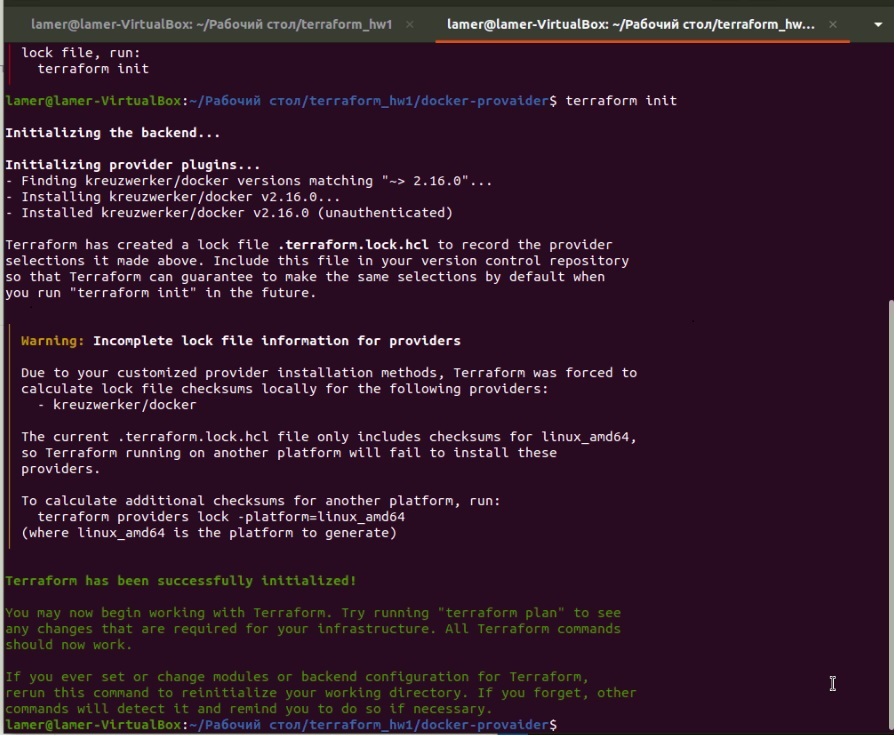 lamer@lamer-VirtualBox: ~/Рабочий стол/terraform_hw1
lamer@lamer-VirtualBox: ~/Рабочий стол/terraform_hw...
lock file, run:
terraform init
lamer@lamer-VirtualBox:~/Рабочий стол/terraform_hw1/docker-provaider$ terraform init
Initializing the backend...
Initializing provider plugins...
- Finding kreuzwerker/docker versions matching "~> 2.16.0"...
- Installing kreuzwerker/docker v2.16.0...
- Installed kreuzwerker/docker v2.16.0 (unauthenticated)
Terraform has created a lock file .terraform.lock.hcl to record the provider
selections it made above. Include this file in your version control repository
so that Terraform can guarantee to make the same selections by default when
you run "terraform init" in the future.
Warning: Incomplete lock file information for providers
Due to your customized provider installation methods, Terraform was forced to
calculate lock file checksums locally for the following providers:
- kreuzwerker/docker
The current .terraform.lock.hcl file only includes checksums for linux_amd64,
so Terraform running on another platform will fail to install these
providers.
To calculate additional checksums for another platform, run:
terraform providers lock -platform=linux_amd64
(where linux_amd64 is the platform to generate)
Terraform has been successfully initialized!
You may now begin working with Terraform. Try running "terraform plan" to see
any changes that are required for your infrastructure. All Terraform commands
should now work.
If you ever set or change modules or backend configuration for Terraform,
rerun this command to reinitialize your working directory. If you forget, other
commands will detect it and remind you to do so if necessary.
lamer@lamer-VirtualBox:~/Рабочий стол/terraform_hw1/docker-provaider$